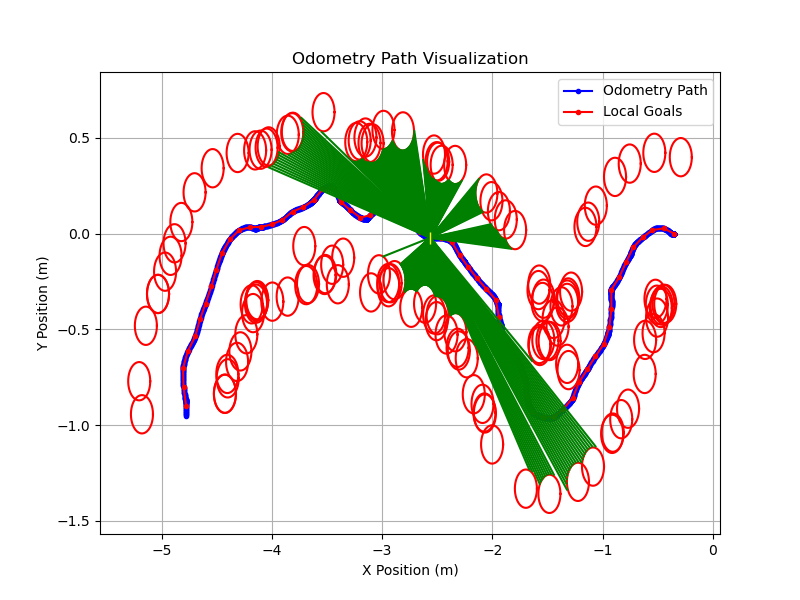 Odometry Path Visualization
Odometry Path
Local Goals
Y Position (m)
0.5
0.0
−0.5
−1.0
−1.5
−5
−4
−3
−2
−1
0
X Position (m)